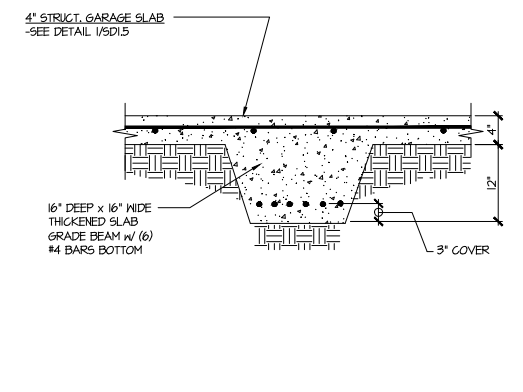 4" STRUCT. GARAGE SLAB
-SEE DETAIL 1/SD1.5
4"
12"
16" DEEP x 16" WIDE
THICKENED SLAB
GRADE BEAM w/ (6)
#4 BARS BOTTOM
3" COVER